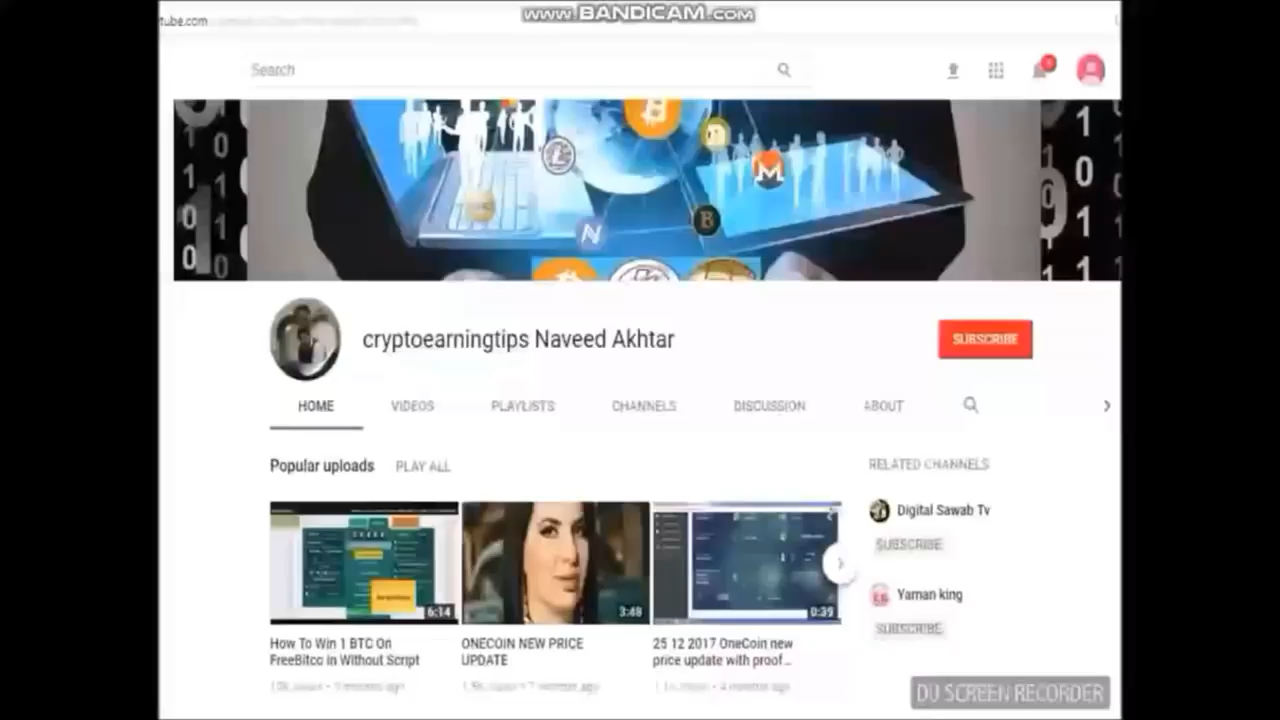 www.BANDICAM.com
tube.com
Search
cryptoearningtips Naveed Akhtar
SUBSCRIBE
HOME VIDEOS PLAYLISTS CHANNELS DISCUSSION ABOUT
Popular uploads PLAY ALL
6:14
3:48
0:39
How To Win 1 BTC On
FreeBitco in Without Script
ONECOIN NEW PRICE
UPDATE
25 12 2017 OneCoin new
price update with proof...
RELATED CHANNELS
Digital Sawab Tv
SUBSCRIBE
Yaman king
SUBSCRIBE
DU SCREEN RECORDER